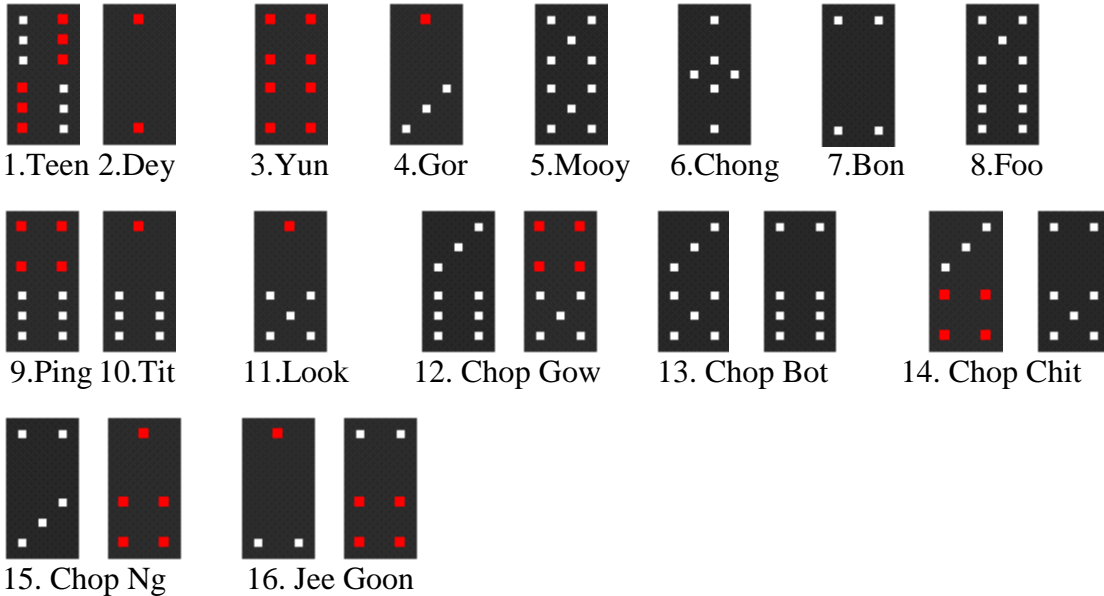 1.Teen 2.Dey 3.Yun 4.Gor 5.Mooy 6.Chong 7.Bon 8.Foo
9.Ping 10.Tit 11.Look 12. Chop Gow 13. Chop Bot 14. Chop Chit
15. Chop Ng 16. Jee Goon